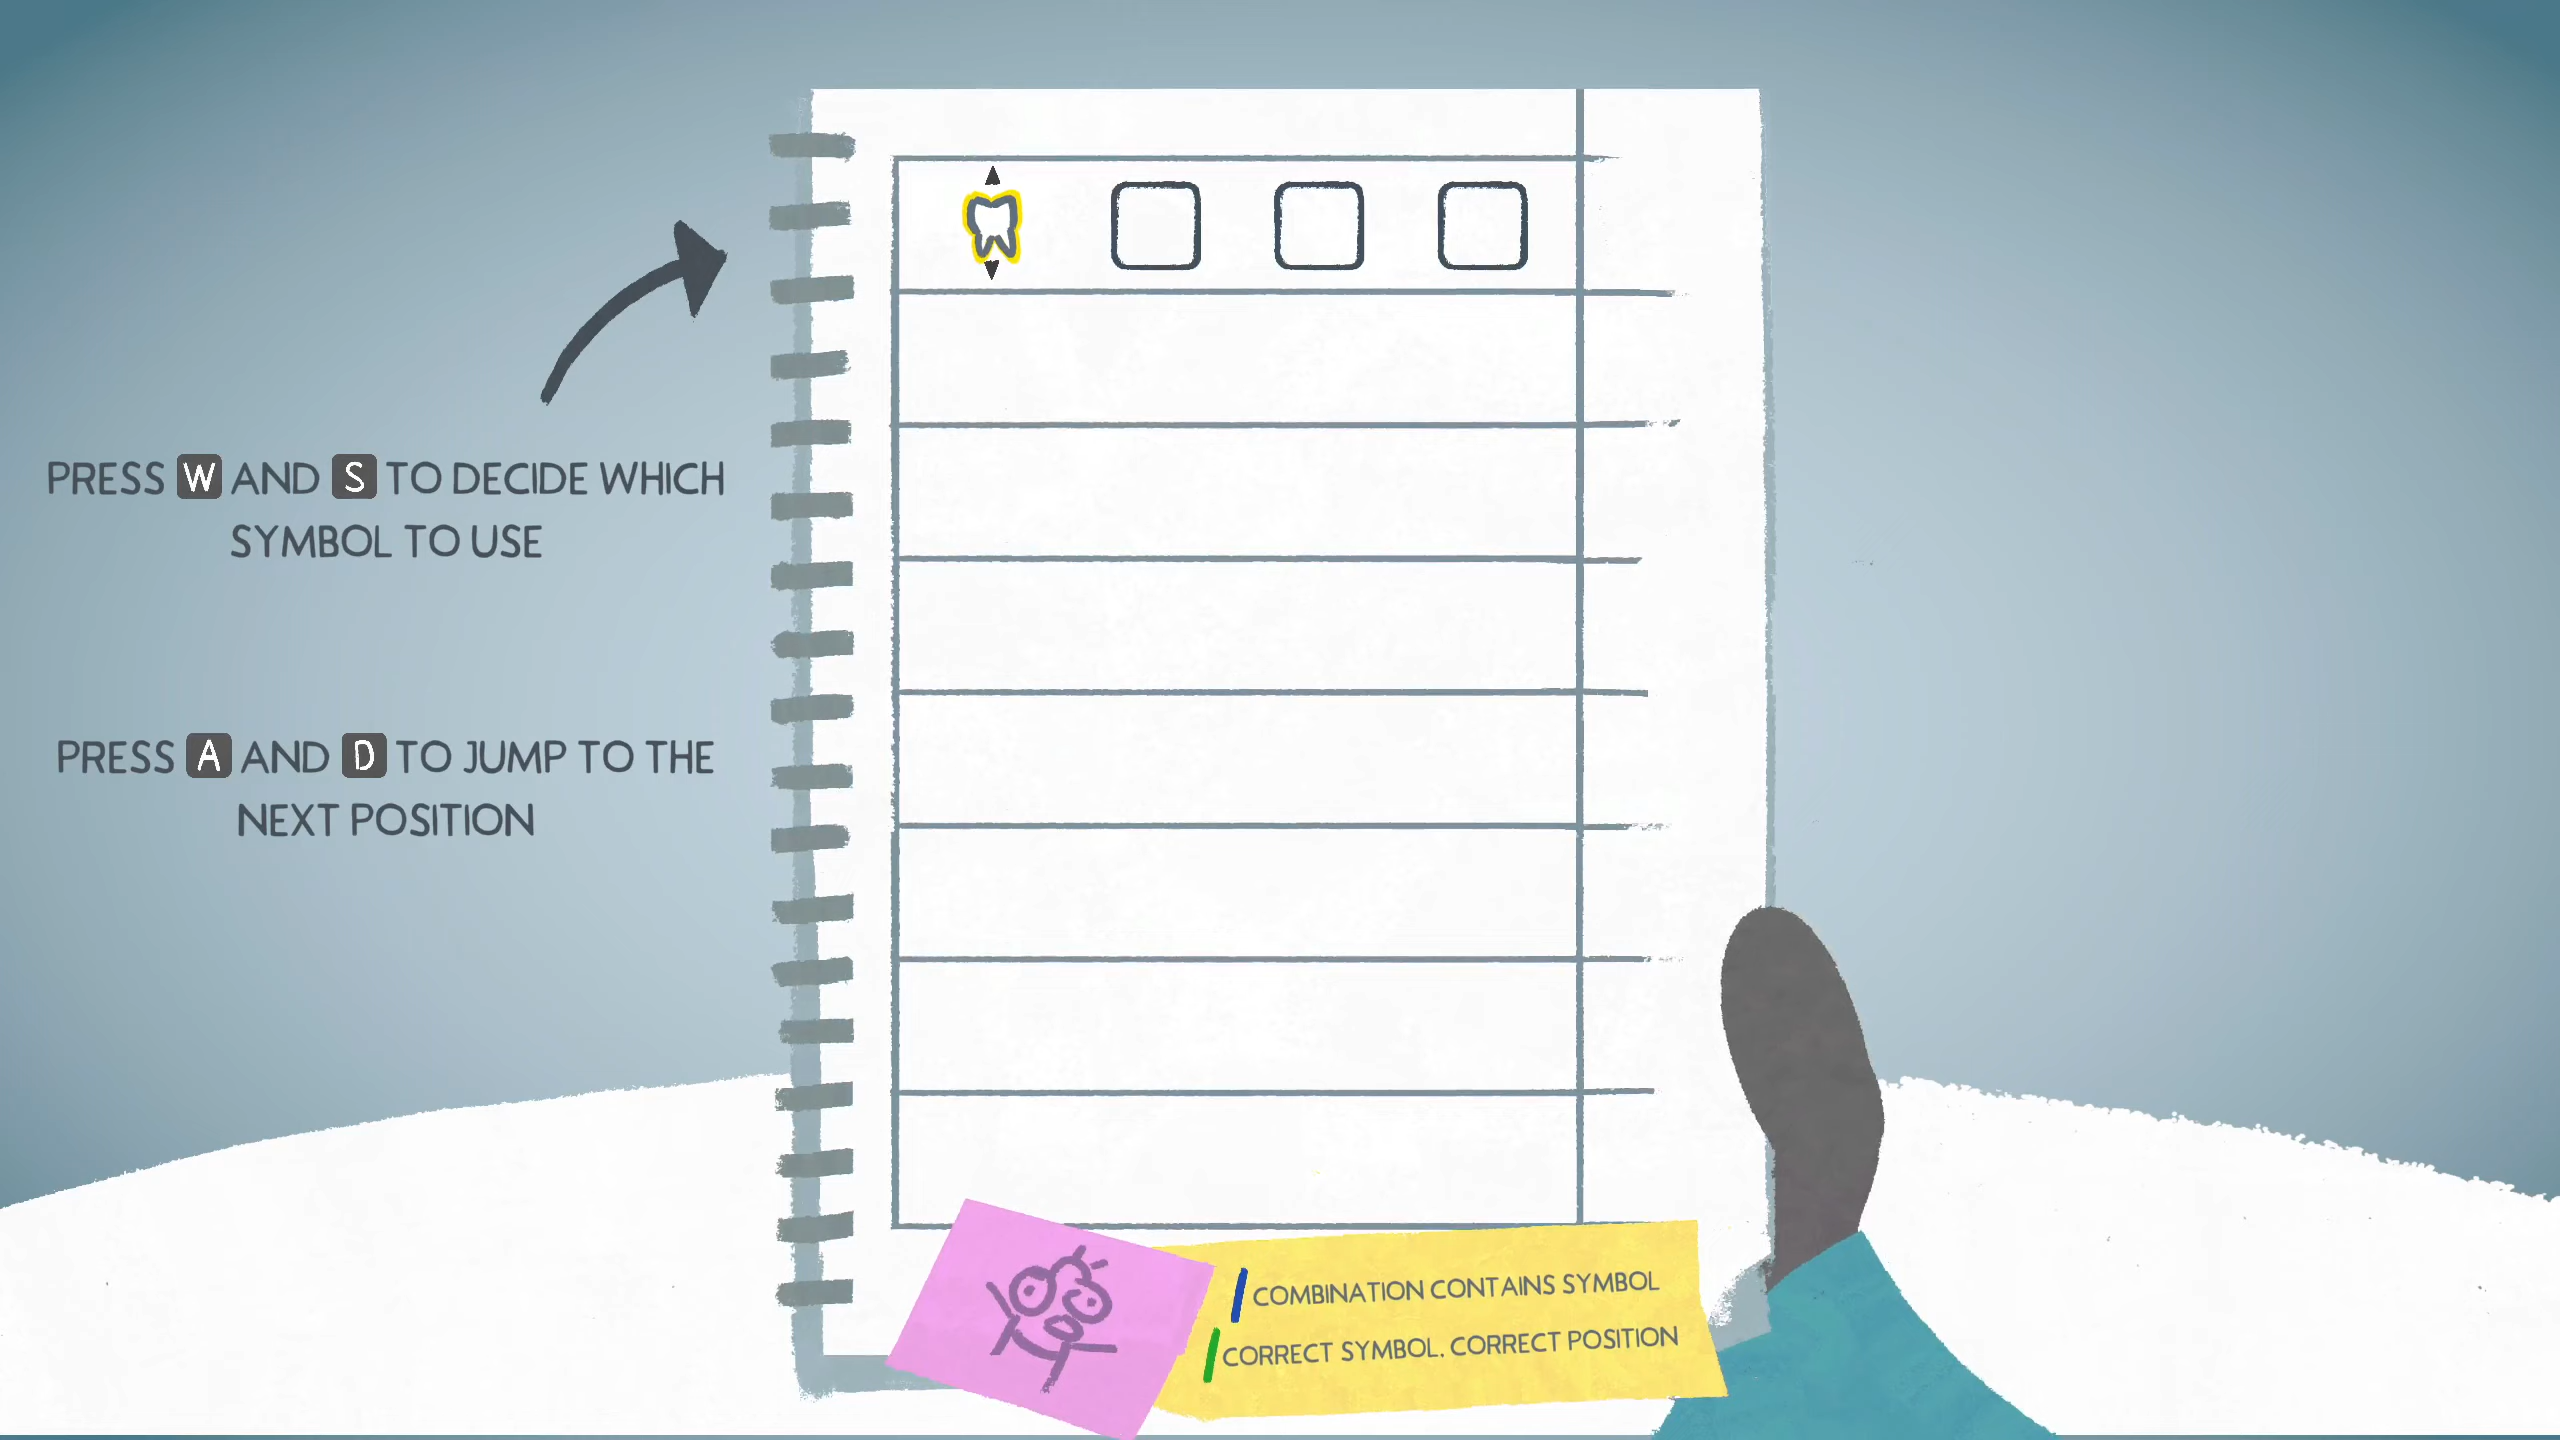 PRESS W AND S TO DECIDE WHICH
SYMBOL TO USE
PRESS A AND D TO JUMP TO THE
NEXT POSITION
COMBINATION CONTAINS SYMBOL
CORRECT SYMBOL. CORRECT POSITION